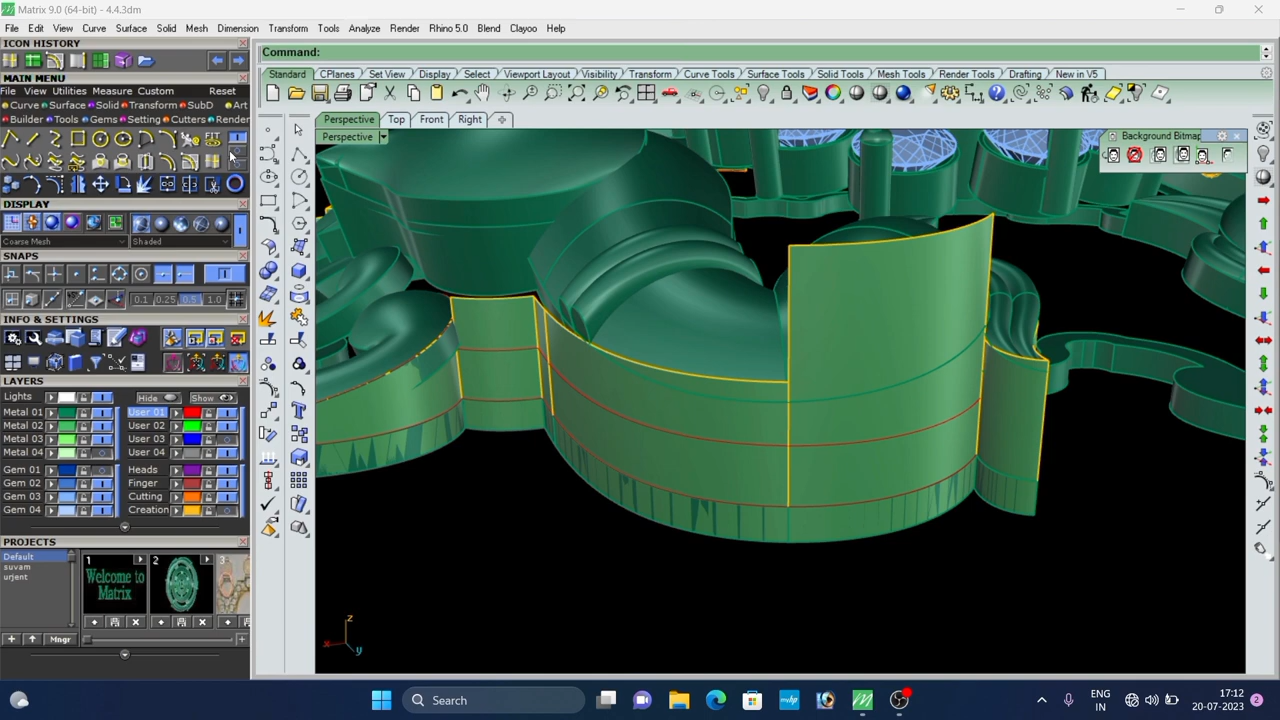 Matrix 9.0 (64-bit) - 4.4.3dm
File Edit View Curve Surface Solid Mesh Dimension Transform Tools Analyze Render Rhino 5.0 Blend Clayoo Help
ICON HISTORY
Command:
MAIN MENU
Standard CPlanes Set View Display Select Viewport Layout Visibility Transform Curve Tools Surface Tools Solid Tools Mesh Tools Render Tools Drafting New in V5
File View Utilities Measure Custom Reset
Curve Surface Solid Transform SubD Art
Builder Tools Gems Setting Cutters Render
Perspective Top Front Right
Perspective
Background Bitmap
FIT
DISPLAY
Coarse Mesh Shaded
SNAPS
0.1 0.25 0.5 1.0
INFO & SETTINGS
LAYERS
Lights Hide Show
Metal 01 User 01
Metal 02 User 02
Metal 03 User 03
Metal 04 User 04
Gem 01 Heads
Gem 02 Finger
Gem 03 Cutting
Gem 04 Creation
PROJECTS
Default
suvam
urjent
1 2 3
Welcome to
Matrix
Mngr
z
x
y
Search
ENG
IN
17:12
20-07-2023
2